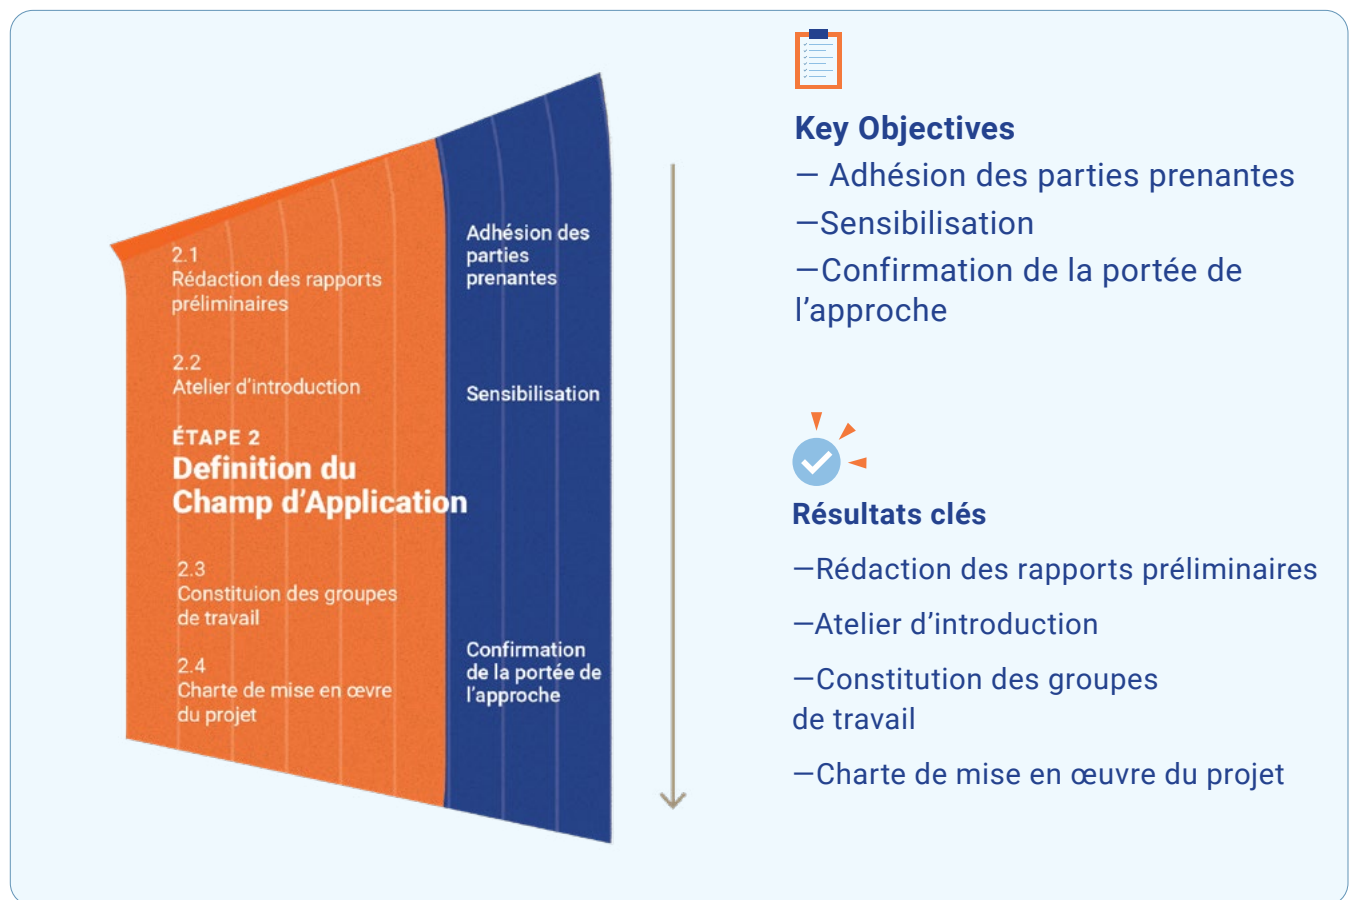 2.1
Rédaction des rapports
préliminaires
2.2
Atelier d'introduction
ÉTAPE 2
Definition du
Champ d'Application
2.3
Constituion des groupes
de travail
2.4
Charte de mise en œvre
du projet
Adhésion des
parties
prenantes
Sensibilisation
Confirmation
de la portée de
l'approche
Key Objectives
— Adhésion des parties prenantes
—Sensibilisation
—Confirmation de la portée de
l’approche
Résultats clés
—Rédaction des rapports préliminaires
—Atelier d’introduction
—Constitution des groupes
de travail
—Charte de mise en œuvre du projet